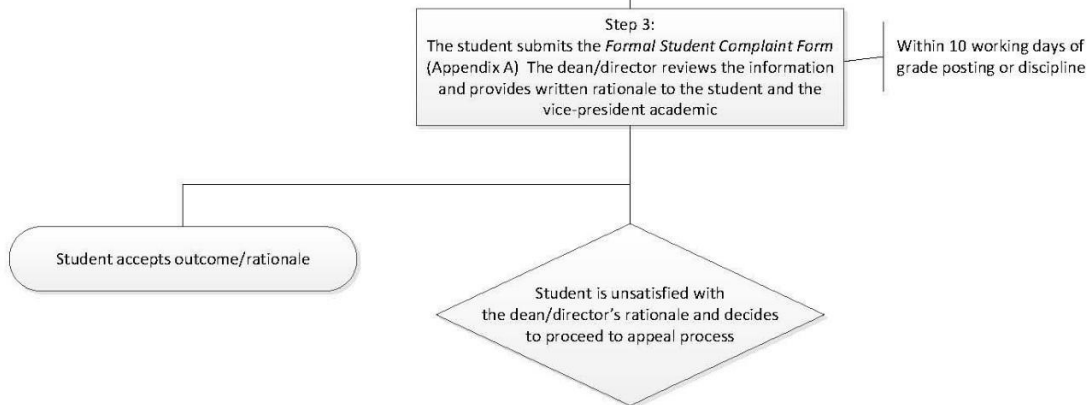 Step 3:
The student submits the Formal Student Complaint Form
(Appendix A)  The dean/director reviews the information
and provides written rationale to the student and the
vice-president academic
Within 10 working days of
grade posting or discipline
Student accepts outcome/rationale
Student is unsatisfied with
the dean/director's rationale and decides
to proceed to appeal process